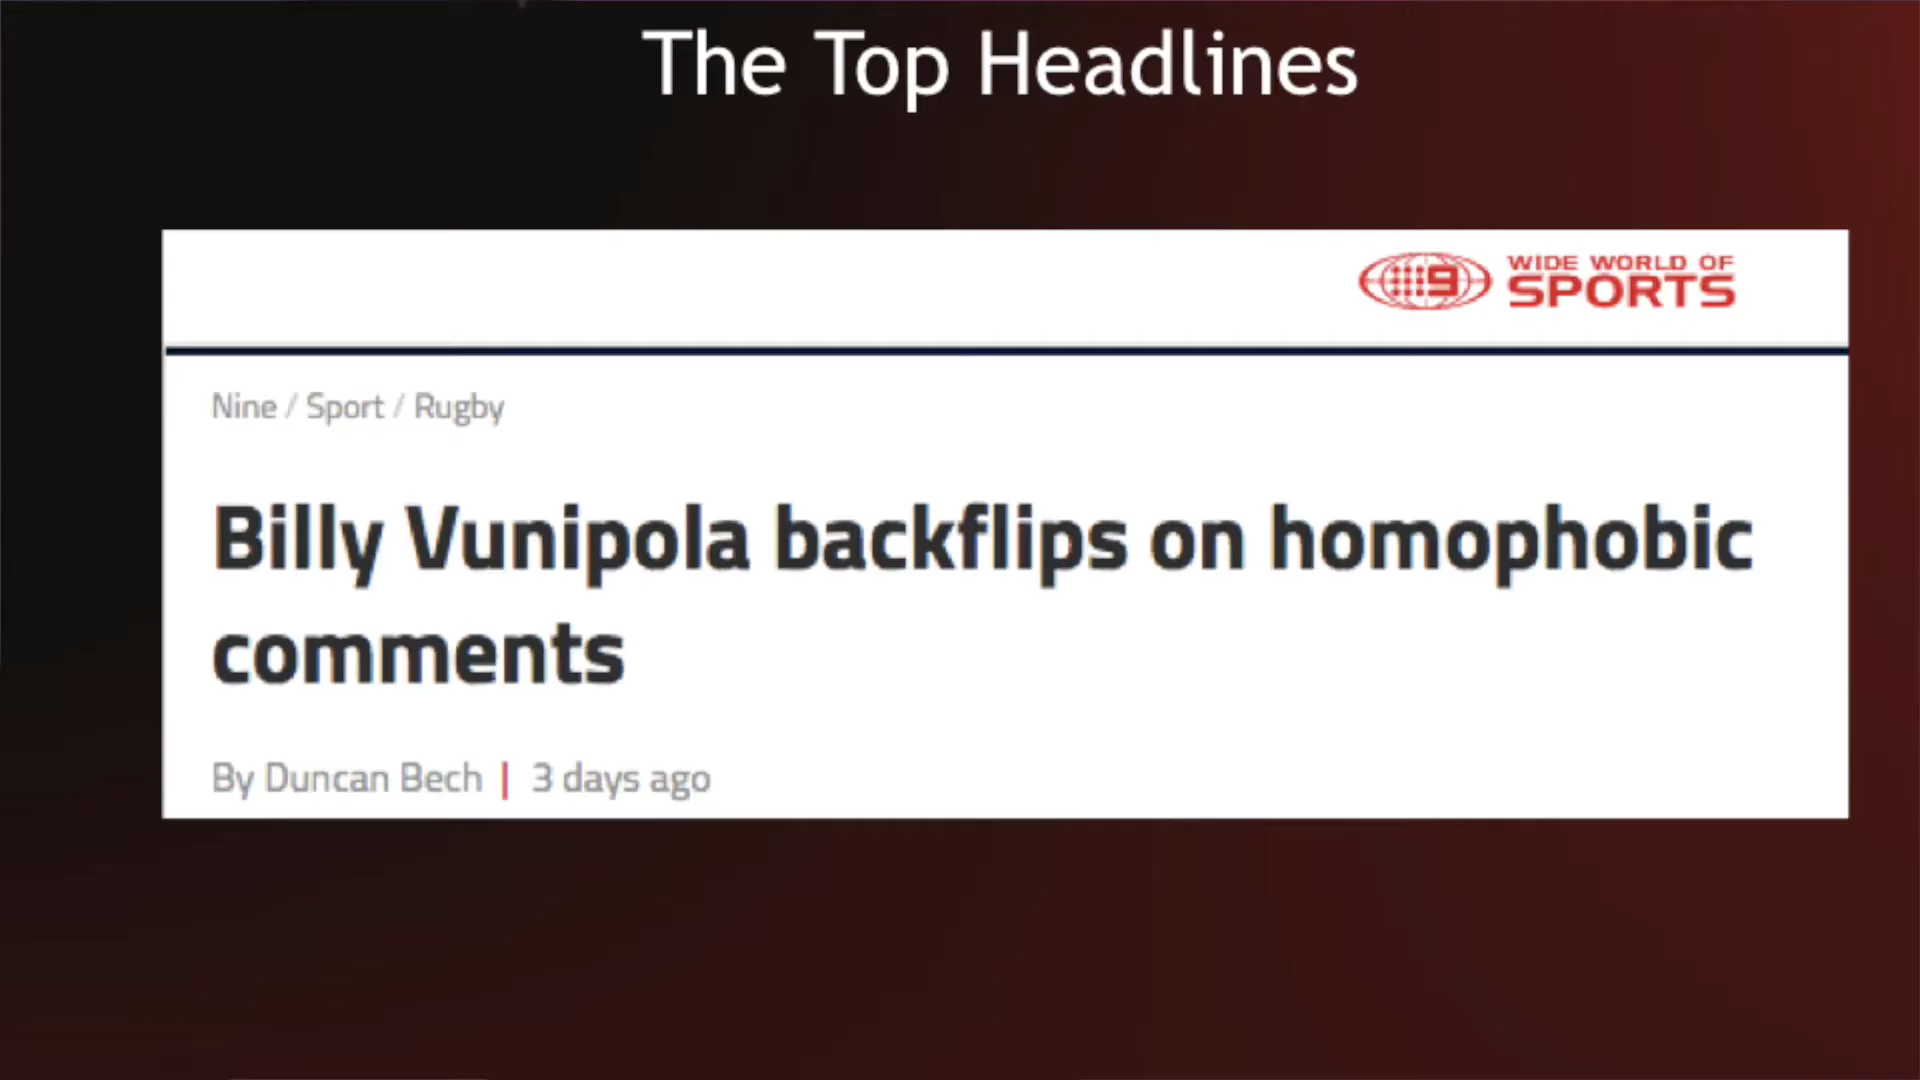 The Top Headlines
9 WIDE WORLD OF
SPORTS
Nine / Sport / Rugby
Billy Vunipola backflips on homophobic
comments
By Duncan Bech | 3 days ago